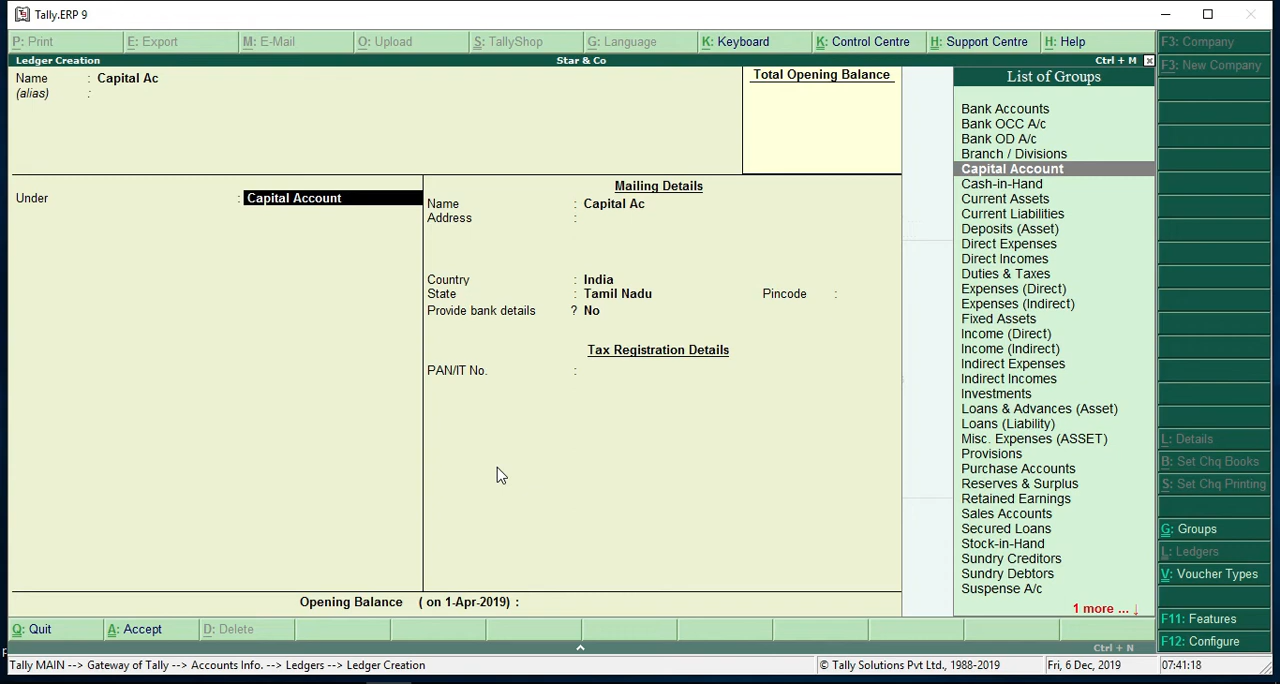 Tally.ERP 9
P: Print
E: Export
M: E-Mail
O: Upload
S: TallyShop
G: Language
K: Keyboard
K: Control Centre
H: Support Centre
H: Help
F3: Company
Ledger Creation
Star & Co
Ctrl + M
F3: New Company
Name : Capital Ac
(alias) :
Total Opening Balance
List of Groups
Bank Accounts
Bank OCC A/c
Bank OD A/c
Branch / Divisions
Capital Account
Cash-in-Hand
Current Assets
Current Liabilities
Deposits (Asset)
Direct Expenses
Direct Incomes
Duties & Taxes
Expenses (Direct)
Expenses (Indirect)
Fixed Assets
Income (Direct)
Income (Indirect)
Indirect Expenses
Indirect Incomes
Investments
Loans & Advances (Asset)
Loans (Liability)
Misc. Expenses (ASSET)
Provisions
Purchase Accounts
Reserves & Surplus
Retained Earnings
Sales Accounts
Secured Loans
Stock-in-Hand
Sundry Creditors
Sundry Debtors
Suspense A/c
1 more ... ↓
Under : Capital Account
Mailing Details
Name : Capital Ac
Address :
Country : India
State : Tamil Nadu
Pincode :
Provide bank details ? No
Tax Registration Details
PAN/IT No. :
Opening Balance ( on 1-Apr-2019) :
L: Details
B: Set Chq Books
S: Set Chq Printing
G: Groups
L: Ledgers
V: Voucher Types
F11: Features
F12: Configure
Q: Quit
A: Accept
D: Delete
Ctrl + N
Tally MAIN --> Gateway of Tally --> Accounts Info. --> Ledgers --> Ledger Creation
© Tally Solutions Pvt Ltd., 1988-2019
Fri, 6 Dec, 2019
07:41:18